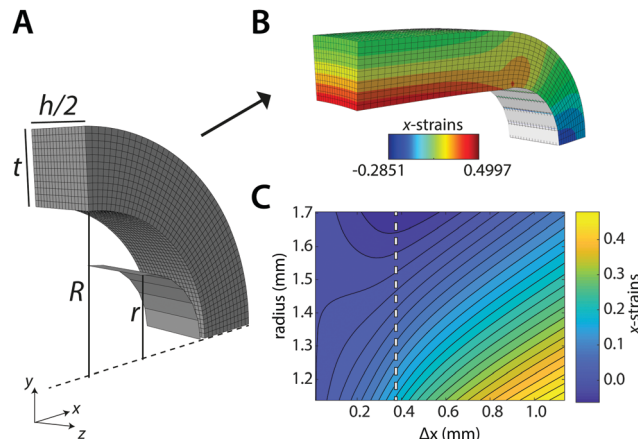 A
h/2
t
R
r
y
x
z
B
x-strains
-0.2851
0.4997
C
radius (mm)
1.7
1.6
1.5
1.4
1.3
1.2
0.2
0.4
0.6
0.8
1.0
Δx (mm)
0.4
0.3
0.2
0.1
0.0
x-strains